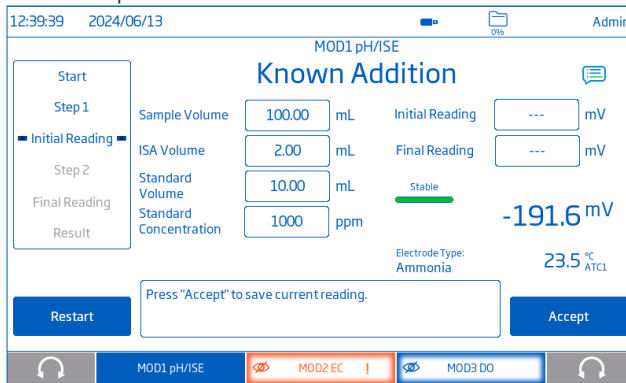 12:39:39 2024/06/13 0% Admin
MOD1 pH/ISE
Known Addition
Start
Step 1
Initial Reading
Step 2
Final Reading
Result
Sample Volume 100.00 mL
ISA Volume 2.00 mL
Standard
Volume 10.00 mL
Standard
Concentration 1000 ppm
Initial Reading --- mV
Final Reading --- mV
Stable
-191.6 mV
Electrode Type:
Ammonia
23.5 °C
ATC1
Restart
Press "Accept" to save current reading.
Accept
MOD1 pH/ISE MOD2 EC ! MOD3 DO